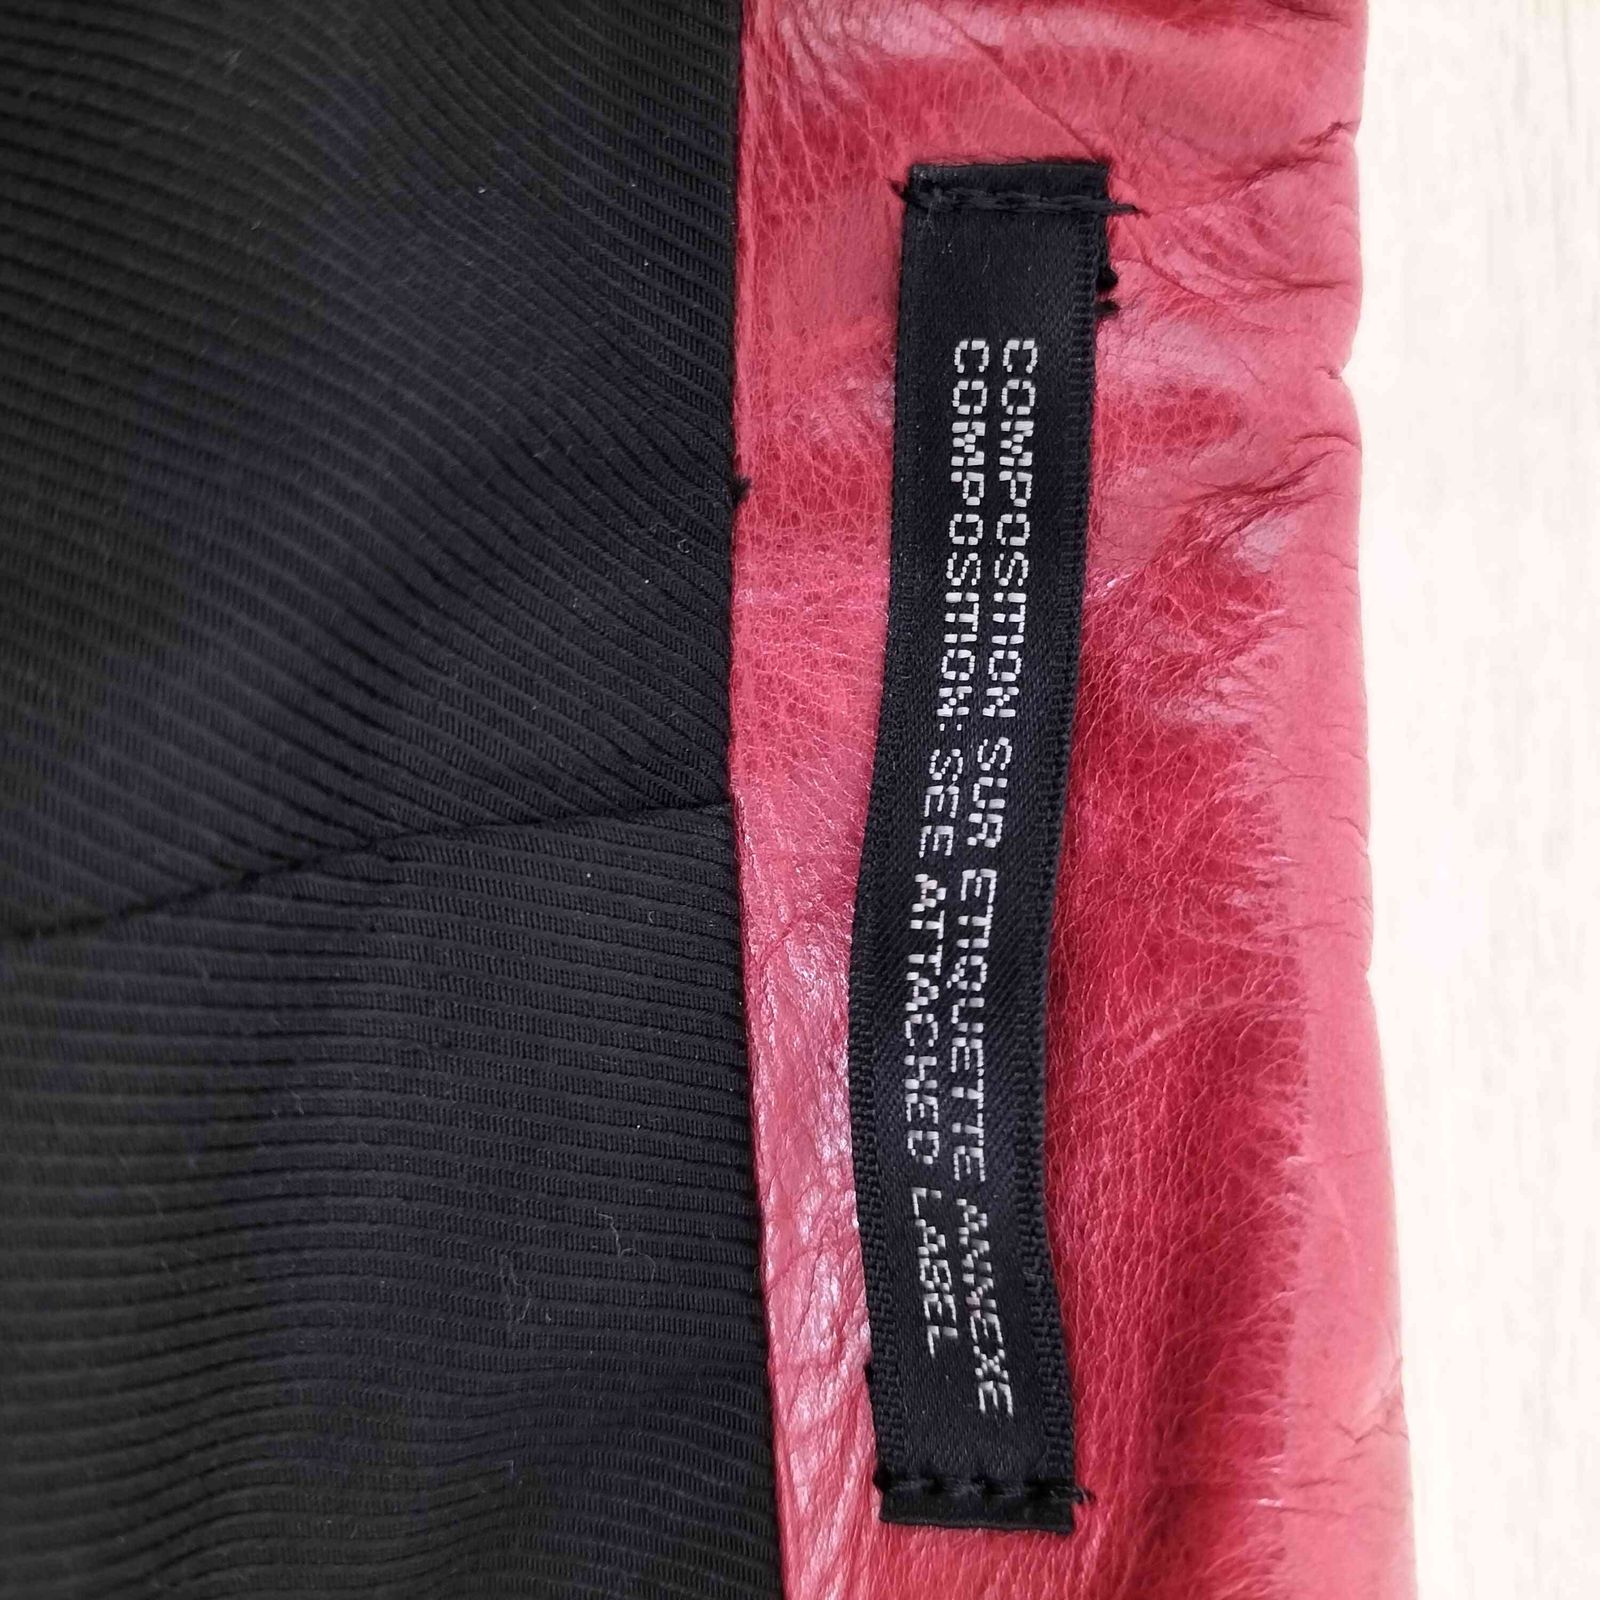 COMPOSITION SUR ETIQUETTE ANNEXE
COMPOSITION: SEE ATTACHED LABEL